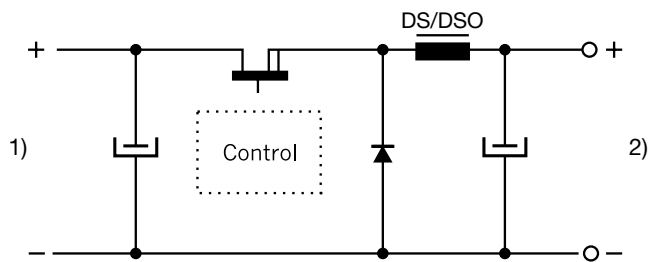 DS/DSO
+ +
1) Control 2)
− −